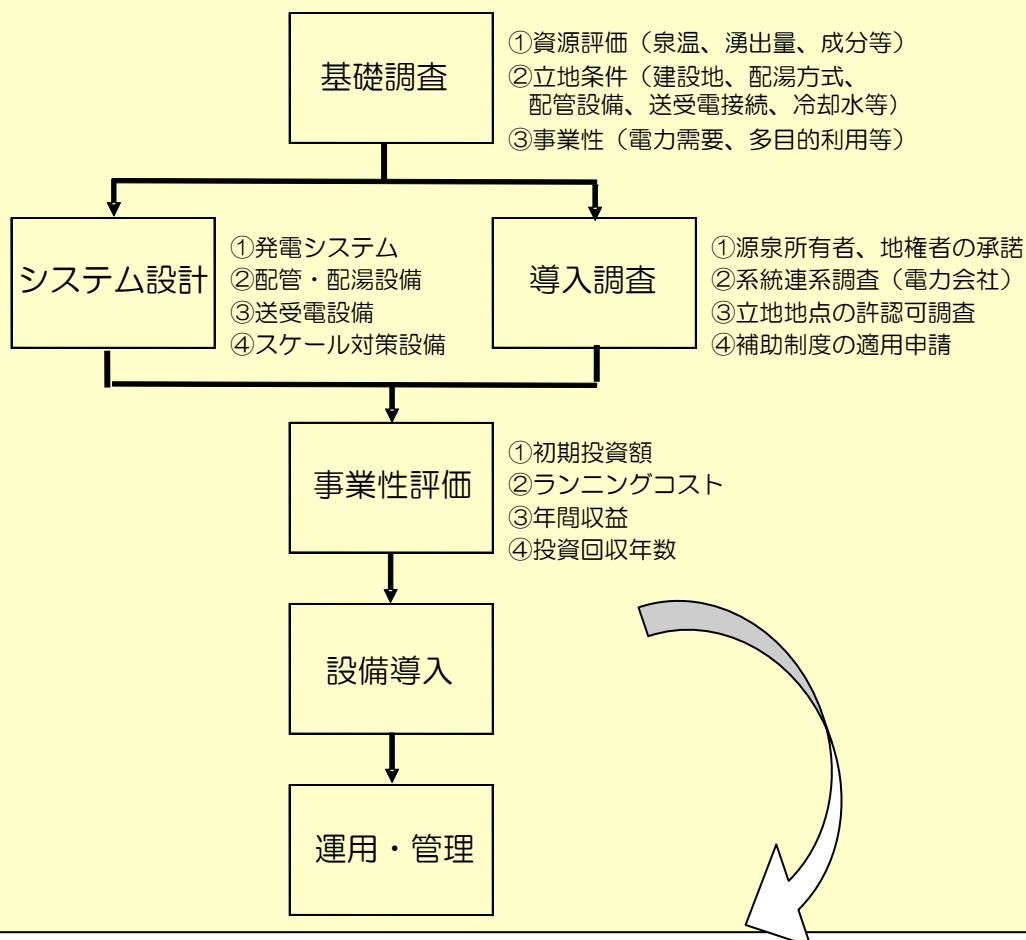 基礎調査
①資源評価（泉温、湧出量、成分等）
②立地条件（建設地、配湯方式、
配管設備、送受電接続、冷却水等）
③事業性（電力需要、多目的利用等）
システム設計
①発電システム
②配管・配湯設備
③送受電設備
④スケール対策設備
導入調査
①源泉所有者、地権者の承諾
②系統連系調査（電力会社）
③立地地点の許認可調査
④補助制度の適用申請
事業性評価
①初期投資額
②ランニングコスト
③年間収益
④投資回収年数
設備導入
運用・管理